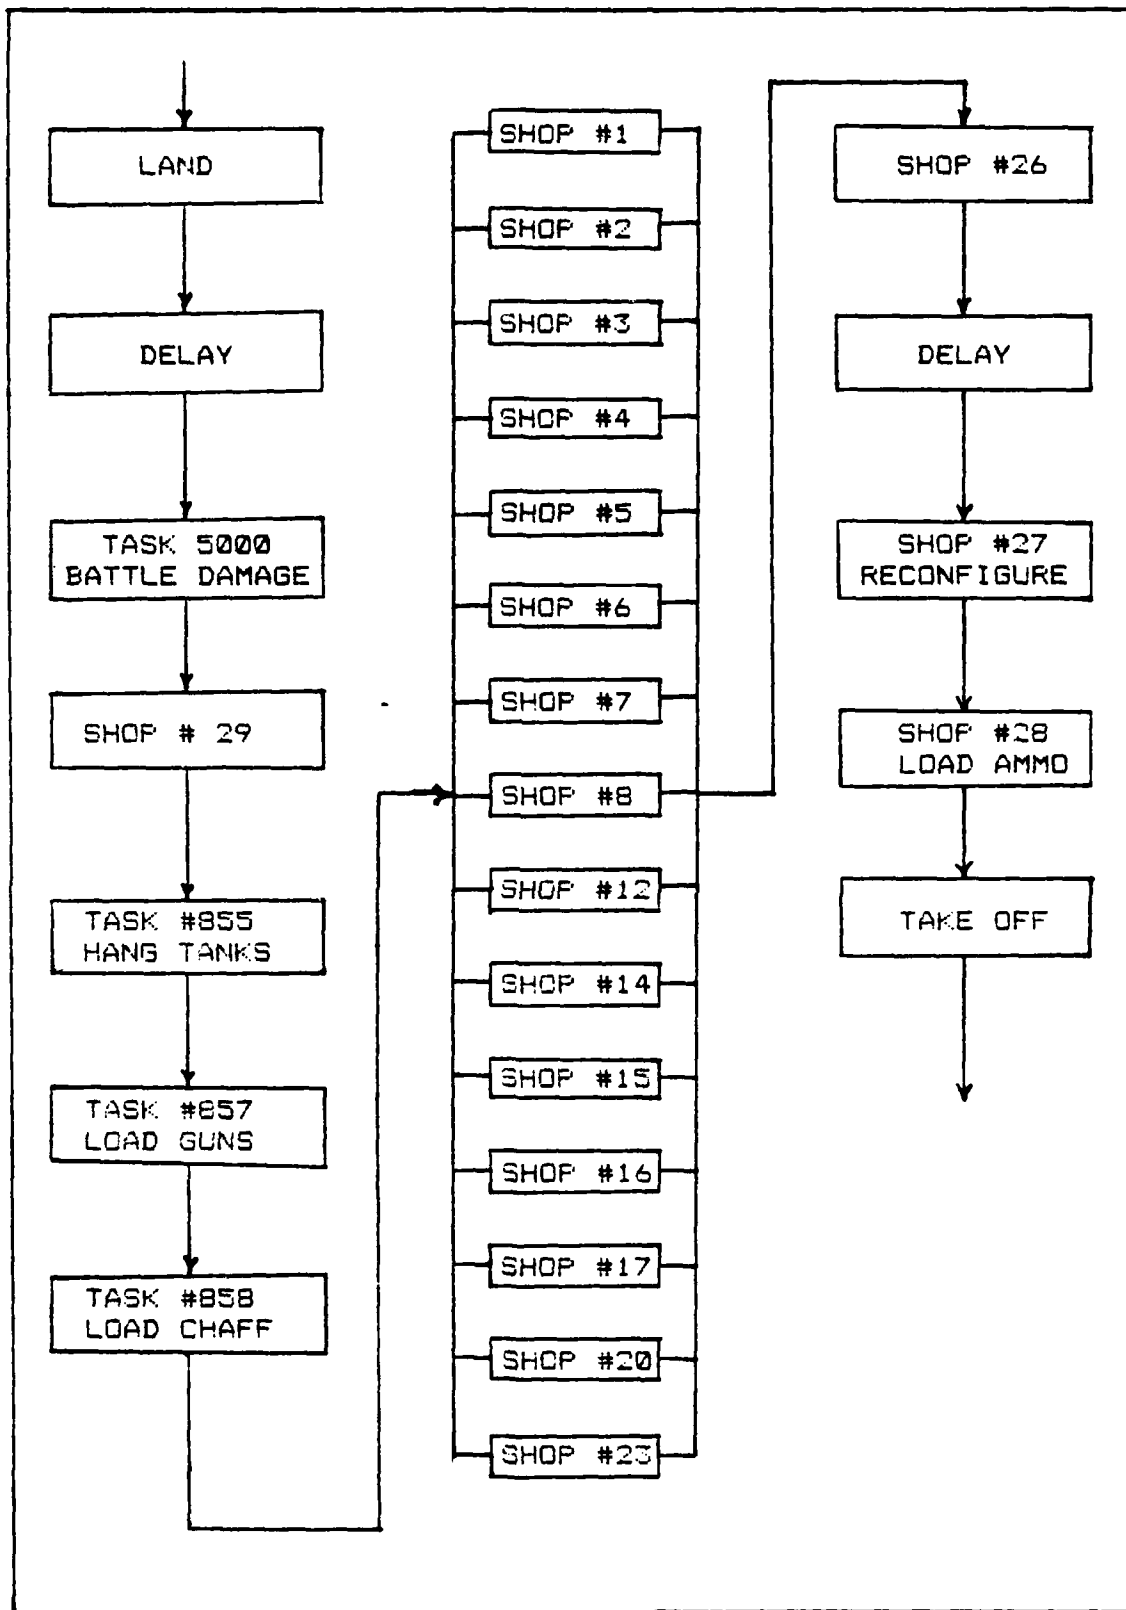 LAND
DELAY
TASK 5000
BATTLE DAMAGE
SHOP # 29
TASK #855
HANG TANKS
TASK #857
LOAD GUNS
TASK #858
LOAD CHAFF
SHOP #1
SHOP #2
SHOP #3
SHOP #4
SHOP #5
SHOP #6
SHOP #7
SHOP #8
SHOP #12
SHOP #14
SHOP #15
SHOP #16
SHOP #17
SHOP #20
SHOP #23
SHOP #26
DELAY
SHOP #27
RECONFIGURE
SHOP #28
LOAD AMMO
TAKE OFF